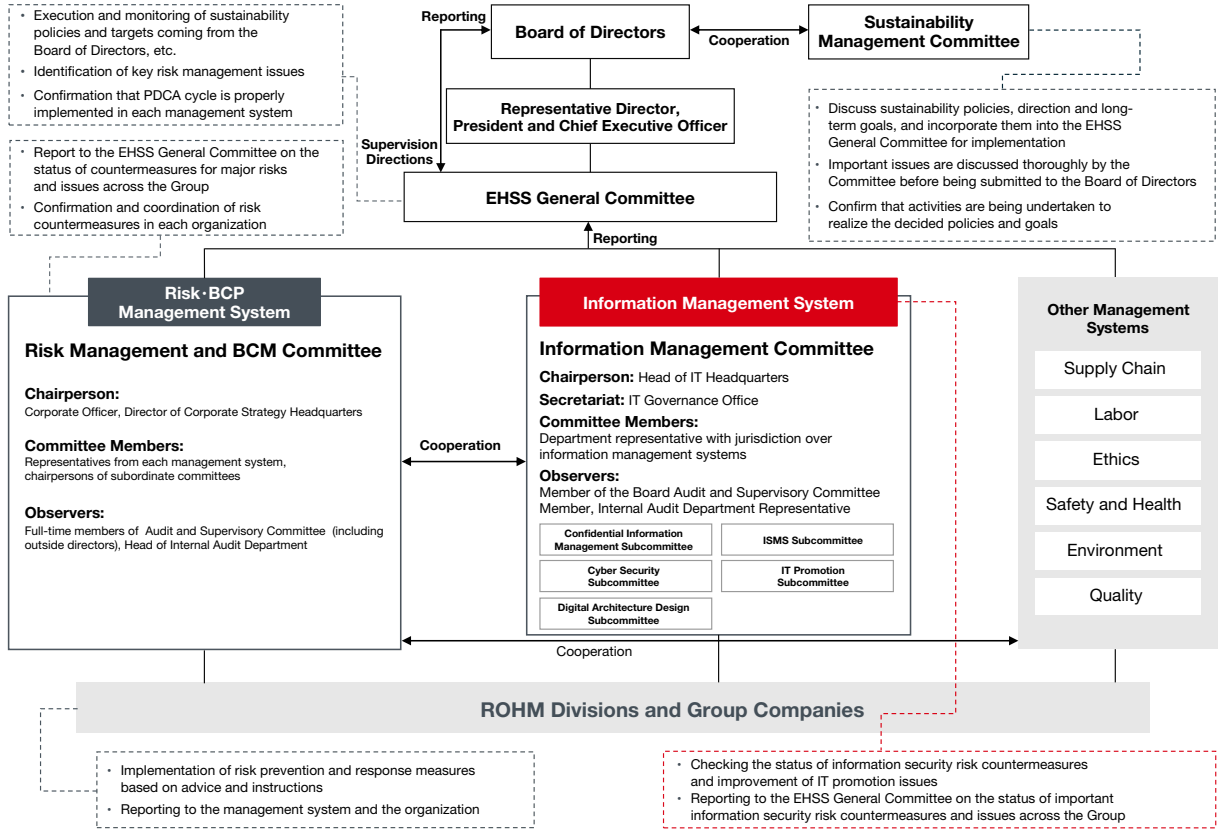 • Execution and monitoring of sustainability
policies and targets coming from the
Board of Directors, etc.
• Identification of key risk management issues
• Confirmation that PDCA cycle is properly
implemented in each management system
• Report to the EHSS General Committee on the
status of countermeasures for major risks
and issues across the Group
• Confirmation and coordination of risk
countermeasures in each organization
Reporting
Board of Directors
Cooperation
Sustainability
Management Committee
Representative Director,
President and Chief Executive Officer
Supervision
Directions
EHSS General Committee
Reporting
• Discuss sustainability policies, direction and long-
term goals, and incorporate them into the EHSS
General Committee for implementation
• Important issues are discussed thoroughly by the
Committee before being submitted to the Board of Directors
• Confirm that activities are being undertaken to
realize the decided policies and goals
Risk·BCP
Management System
Risk Management and BCM Committee
Chairperson:
Corporate Officer, Director of Corporate Strategy Headquarters
Committee Members:
Representatives from each management system,
chairpersons of subordinate committees
Observers:
Full-time members of Audit and Supervisory Committee (including
outside directors), Head of Internal Audit Department
Cooperation
Information Management System
Information Management Committee
Chairperson: Head of IT Headquarters
Secretariat: IT Governance Office
Committee Members:
Department representative with jurisdiction over
information management systems
Observers:
Member of the Board Audit and Supervisory Committee
Member, Internal Audit Department Representative
Confidential Information
Management Subcommittee
ISMS Subcommittee
Cyber Security
Subcommittee
IT Promotion
Subcommittee
Digital Architecture Design
Subcommittee
Cooperation
Other Management
Systems
Supply Chain
Labor
Ethics
Safety and Health
Environment
Quality
ROHM Divisions and Group Companies
• Implementation of risk prevention and response measures
based on advice and instructions
• Reporting to the management system and the organization
• Checking the status of information security risk countermeasures
and improvement of IT promotion issues
• Reporting to the EHSS General Committee on the status of important
information security risk countermeasures and issues across the Group